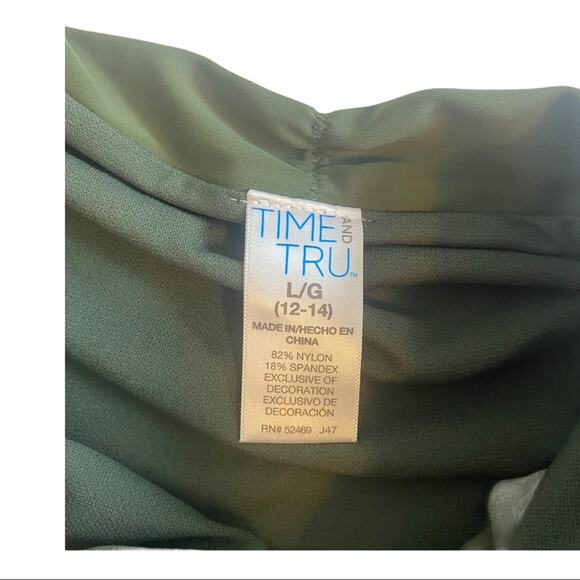 TIME AND
TRU™
L/G
(12-14)
MADE IN/HECHO EN
CHINA
82% NYLON
18% SPANDEX
EXCLUSIVE OF
DECORATION
EXCLUSIVO DE
DECORACIÓN
RN# 52469 J47